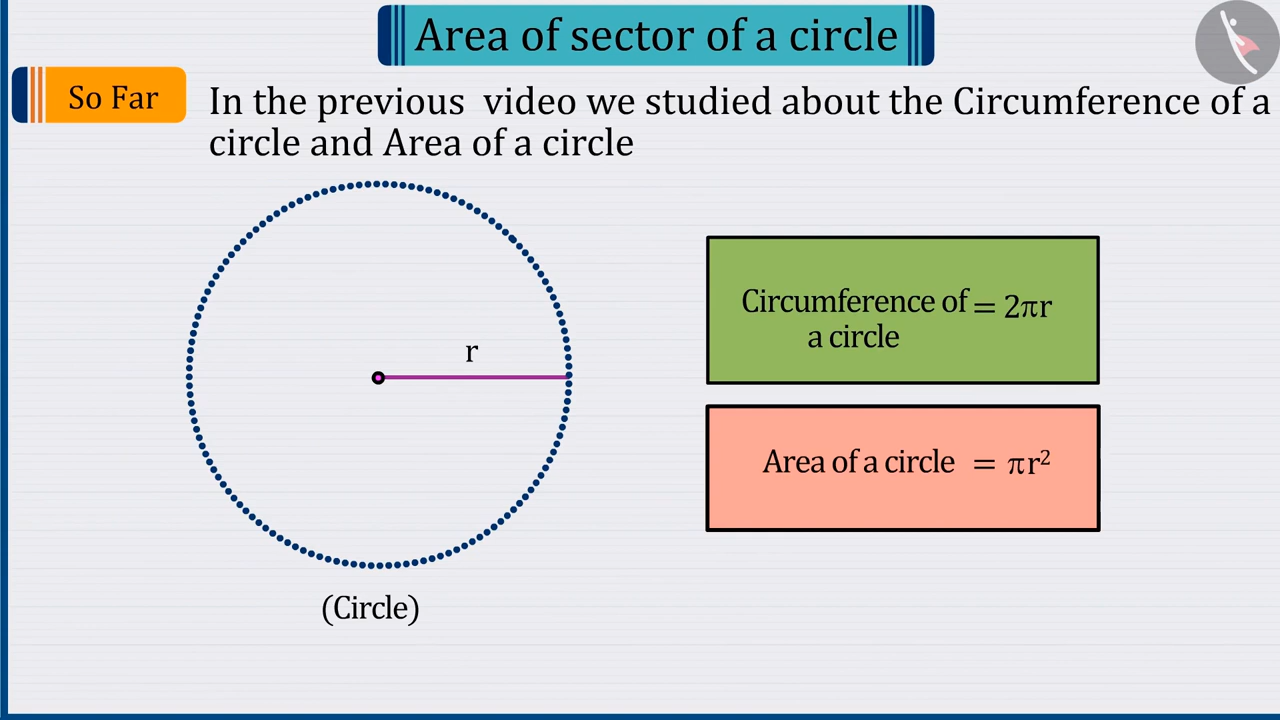 Area of sector of a circle
So Far
In the previous video we studied about the Circumference of a
circle and Area of a circle
r
Circumference of = 2πr
a circle
Area of a circle = πr²
(Circle)